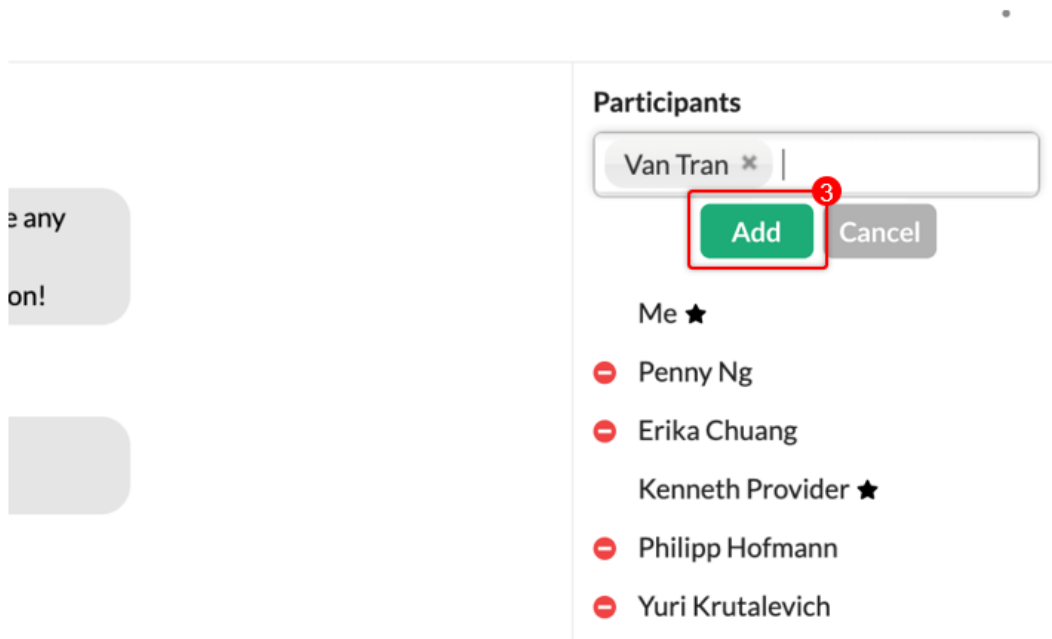 Participants
Van Tran ×
3
Add Cancel
e any
on!
Me ★
Penny Ng
Erika Chuang
Kenneth Provider ★
Philipp Hofmann
Yuri Krutalevich